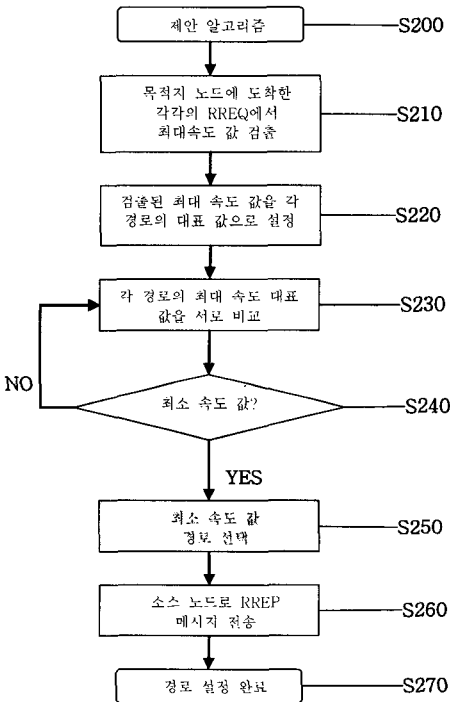 제안 알고리즘
S200
목적지 노드에 도착한
각각의 RREQ에서
최대속도 값 검출
S210
검출된 최대 속도 값을 각
경로의 대표 값으로 설정
S220
각 경로의 최대 속도 대표
값을 서로 비교
S230
NO
최소 속도 값?
S240
YES
최소 속도 값
경로 선택
S250
소스 노드로 RREP
메시지 전송
S260
경로 설정 완료
S270